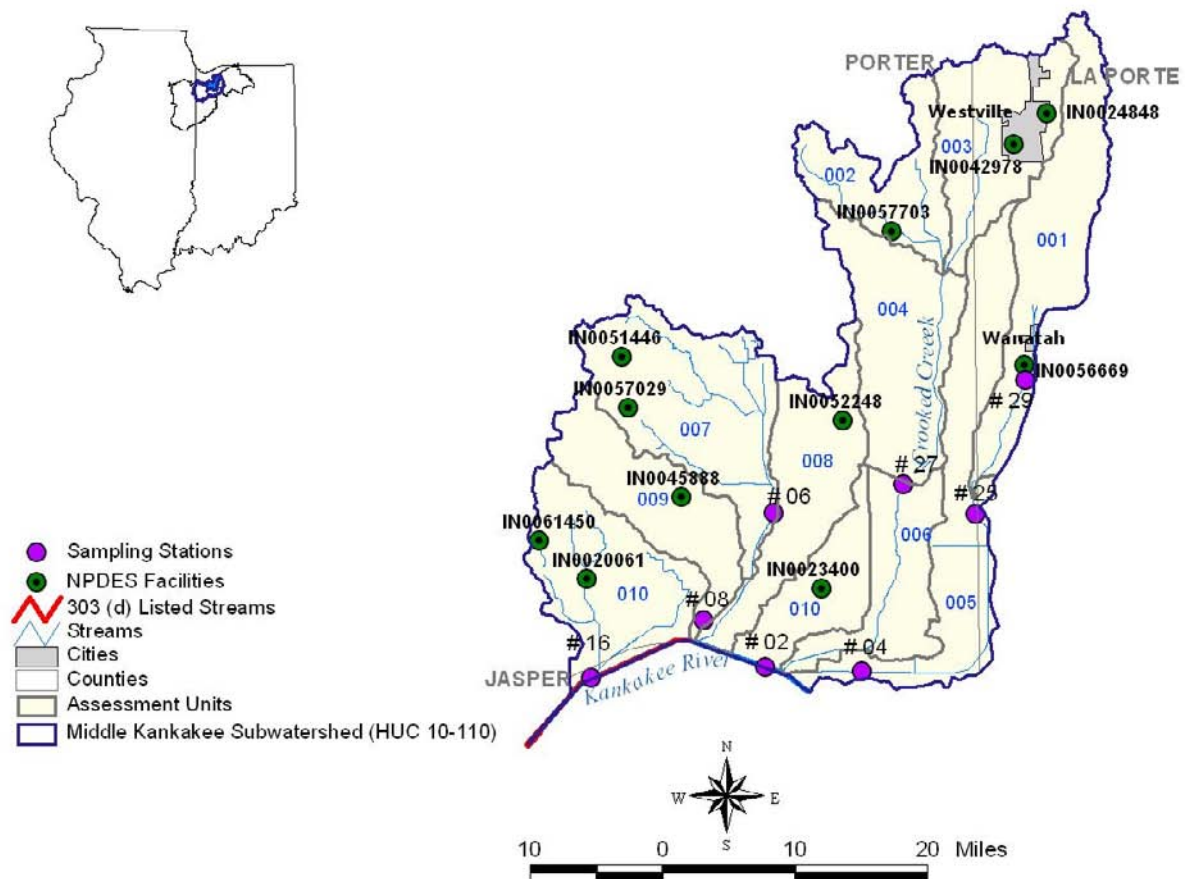 PORTER
LA PORTE
Westville
IN0024848
003
IN0042978
002
IN0057703
001
004
Wanatah
IN0056669
# 29
Crooked Creek
IN0051446
IN0057029
IN0052248
007
008
# 27
IN0045888
009
# 06
# 25
IN0061450
006
IN0020061
IN0023400
010
010
005
# 08
# 16
# 02
# 04
JASPER
Kankakee River
Sampling Stations
NPDES Facilities
303 (d) Listed Streams
Streams
Cities
Counties
Assessment Units
Middle Kankakee Subwatershed (HUC 10-110)
N
W E
S
10 0 10 20 Miles